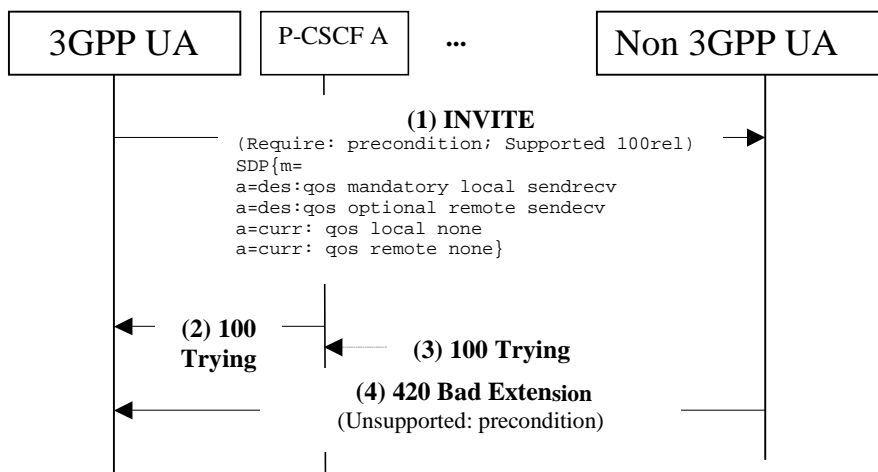 3GPP UA
P-CSCF A
...
Non 3GPP UA
(1) INVITE
(Require: precondition; Supported 100rel)
SDP{m=
a=des:qos mandatory local sendrecv
a=des:qos optional remote sendecv
a=curr: qos local none
a=curr: qos remote none}
(2) 100
Trying
(3) 100 Trying
(4) 420 Bad Extension
(Unsupported: precondition)